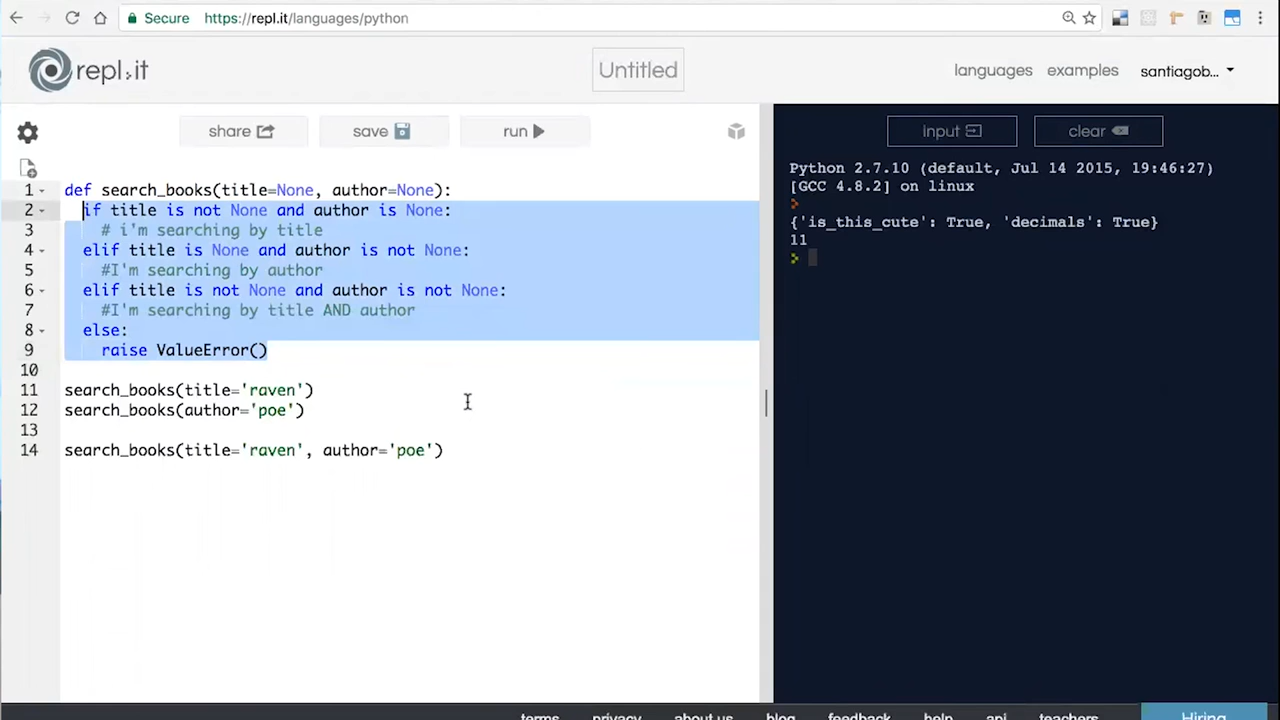 Secure https://repl.it/languages/python
repl.it
Untitled
languages examples santiagob...
share save run
input clear
1 def search_books(title=None, author=None):
2 if title is not None and author is None:
3 # i'm searching by title
4 elif title is None and author is not None:
5 #I'm searching by author
6 elif title is not None and author is not None:
7 #I'm searching by title AND author
8 else:
9 raise ValueError()
10
11 search_books(title='raven')
12 search_books(author='poe')
13
14 search_books(title='raven', author='poe')
Python 2.7.10 (default, Jul 14 2015, 19:46:27)
[GCC 4.8.2] on linux
>
{'is_this_cute': True, 'decimals': True}
11
>
terms privacy about us blog feedback help api teachers Hiring